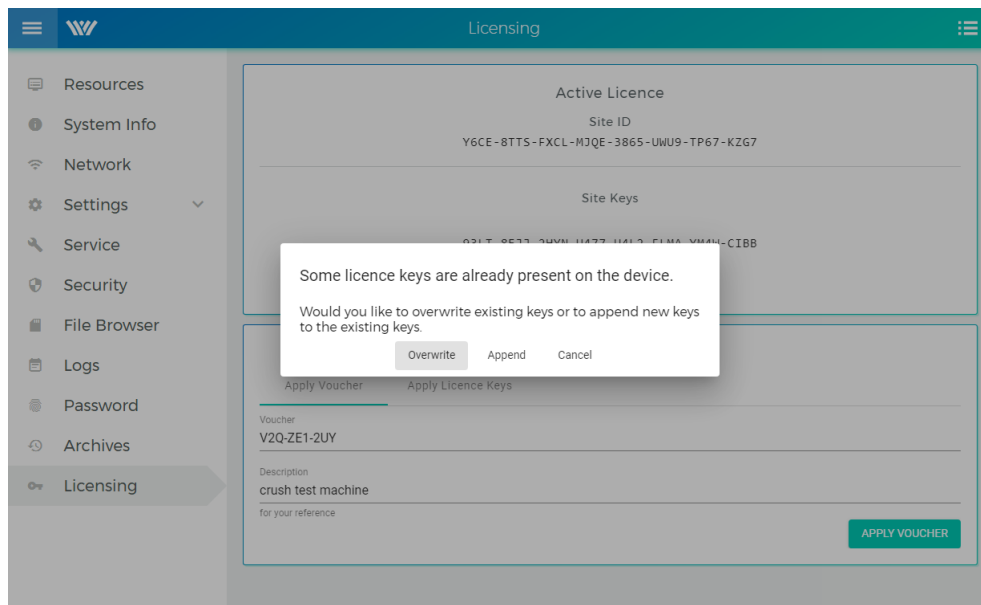 Licensing
Resources
System Info
Network
Settings
Service
Security
File Browser
Logs
Password
Archives
Licensing
Active Licence
Site ID
Y6CE-8TTS-FXCL-MJQE-3865-UWU9-TP67-KZG7
Site Keys
-CIBB
Some licence keys are already present on the device.
Would you like to overwrite existing keys or to append new keys
to the existing keys.
Overwrite Append Cancel
Apply Voucher Apply Licence Keys
Voucher
V2Q-ZE1-2UY
Description
crush test machine
for your reference
APPLY VOUCHER